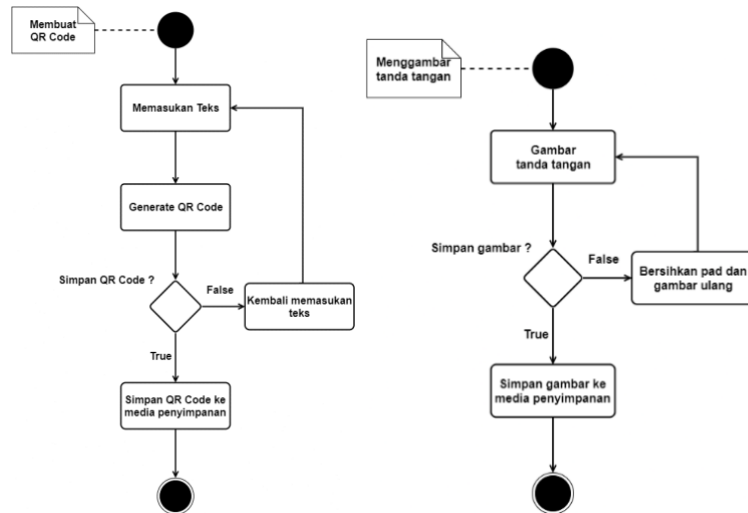 Membuat
QR Code
Memasukan Teks
Generate QR Code
Simpan QR Code ?
False
Kembali memasukan
teks
True
Simpan QR Code ke
media penyimpanan
Menggambar
tanda tangan
Gambar
tanda tangan
Simpan gambar ?
False
Bersihkan pad dan
gambar ulang
True
Simpan gambar ke
media penyimpanan